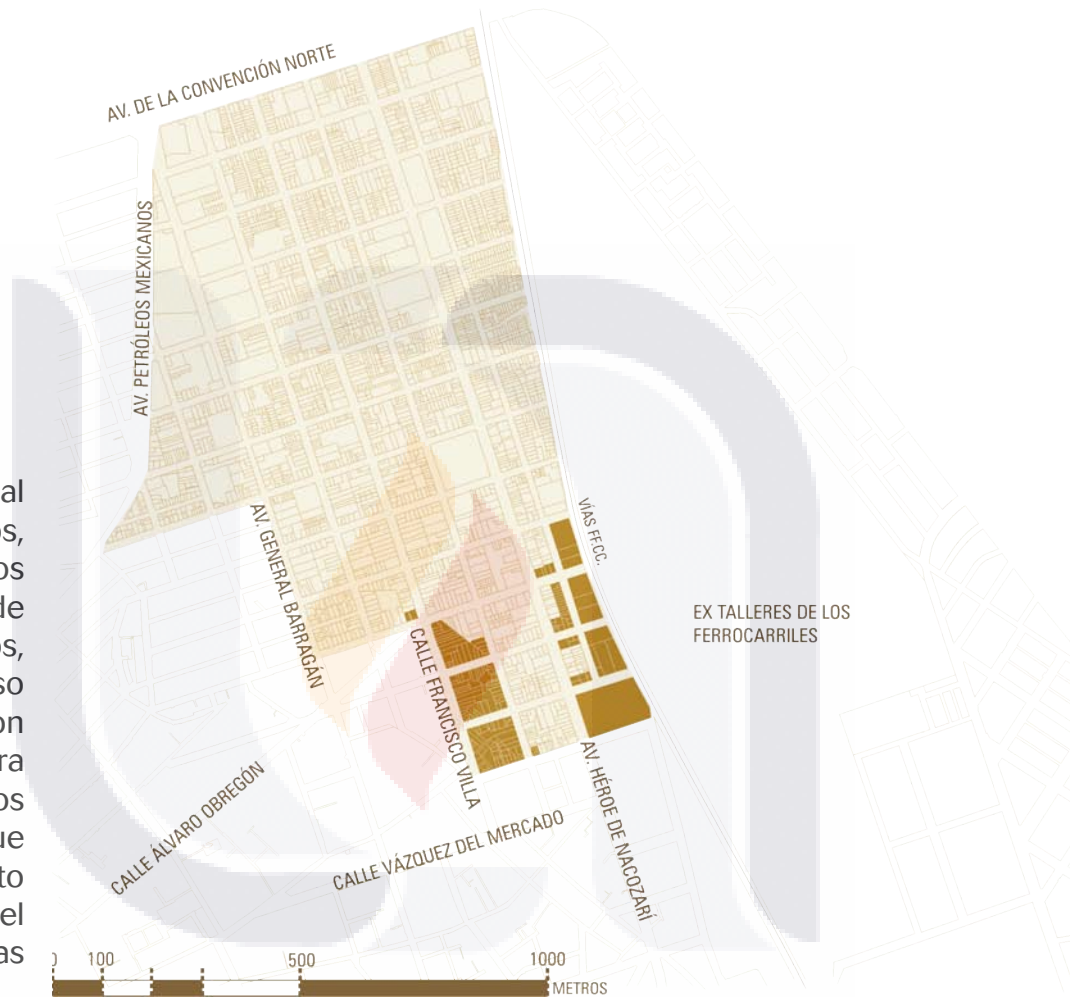 AV. DE LA CONVENCIÓN NORTE
AV. PETRÓLEOS MEXICANOS
al
os,
os
de
os,
so
on
ra
os
ue
to
el
as
AV. GENERAL BARRAGÁN
VÍAS FF.CC.
EX TALLERES DE LOS
FERROCARRILES
CALLE FRANCISCO VILLA
CALLE ÁLVARO OBREGÓN
CALLE VÁZQUEZ DEL MERCADO
AV. HÉROE DE NACOZARÍ
0 100 500 1000
METROS